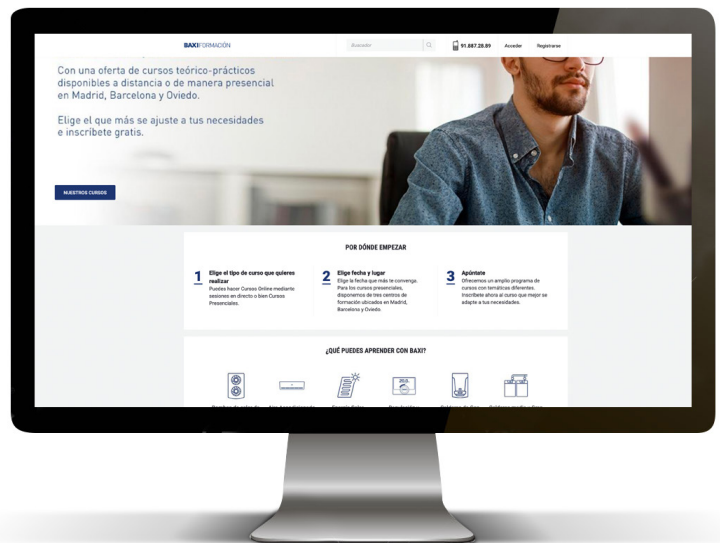 BAXI FORMACIÓN
Buscador
91.887.28.89
Acceder
Registrarse
Con una oferta de cursos teórico-prácticos
disponibles a distancia o de manera presencial
en Madrid, Barcelona y Oviedo.
Elige el que más se ajuste a tus necesidades
e inscríbete gratis.
NUESTROS CURSOS
POR DÓNDE EMPEZAR
1
Elige el tipo de curso que quieres
realizar
Puedes hacer Cursos Online mediante
sesiones en directo o bien Cursos
Presenciales.
2
Elige fecha y lugar
Elige la fecha que más te converga.
Para los cursos presenciales,
disponemos de tres centros de
formación ubicados en Madrid,
Barcelona y Oviedo.
3
Apúntate
Ofrecemos un amplio programa de
cursos con temáticas diferentes.
Inscríbete ahora al curso que mejor se
adapte a tus necesidades.
¿QUÉ PUEDES APRENDER CON BAXI?